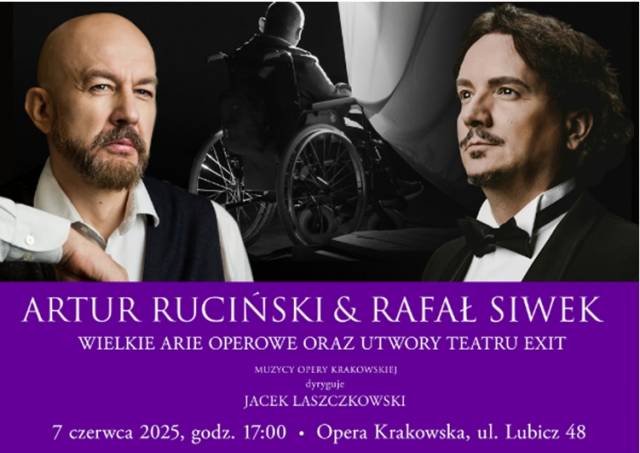 ARTUR RUCIŃSKI & RAFAŁ SIWEK
WIELKIE ARIE OPEROWE ORAZ UTWORY TEATRU EXIT
MUZYCY OPERY KRAKOWSKIEJ
dyryguje
JACEK LASZCZKOWSKI
7 czerwca 2025, godz. 17:00 • Opera Krakowska, ul. Lubicz 48